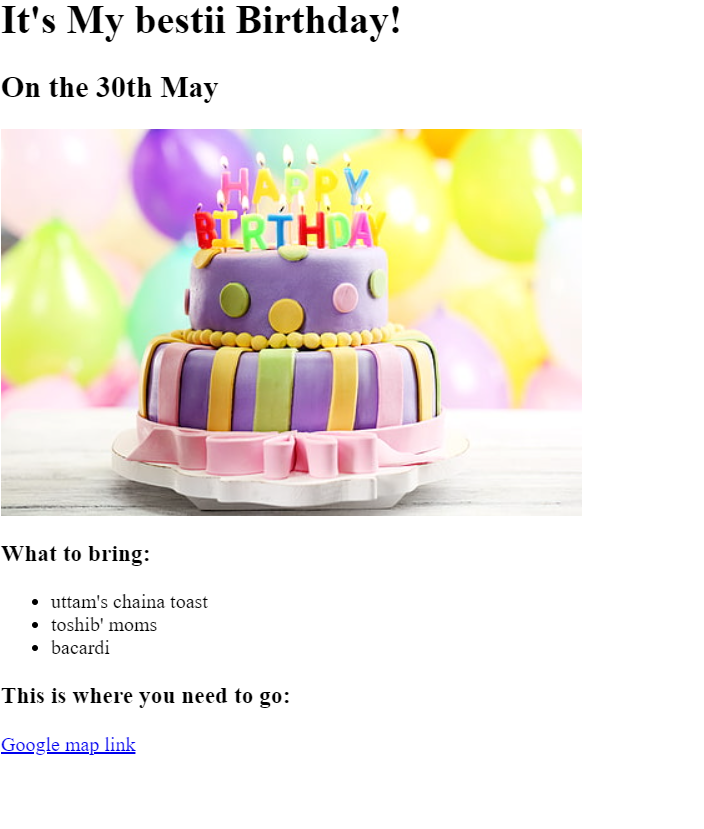 It's My bestii Birthday!
On the 30th May
HAPPY
BIRTHDAY
What to bring:
uttam's chaina toast
toshib' moms
bacardi
This is where you need to go:
Google map link